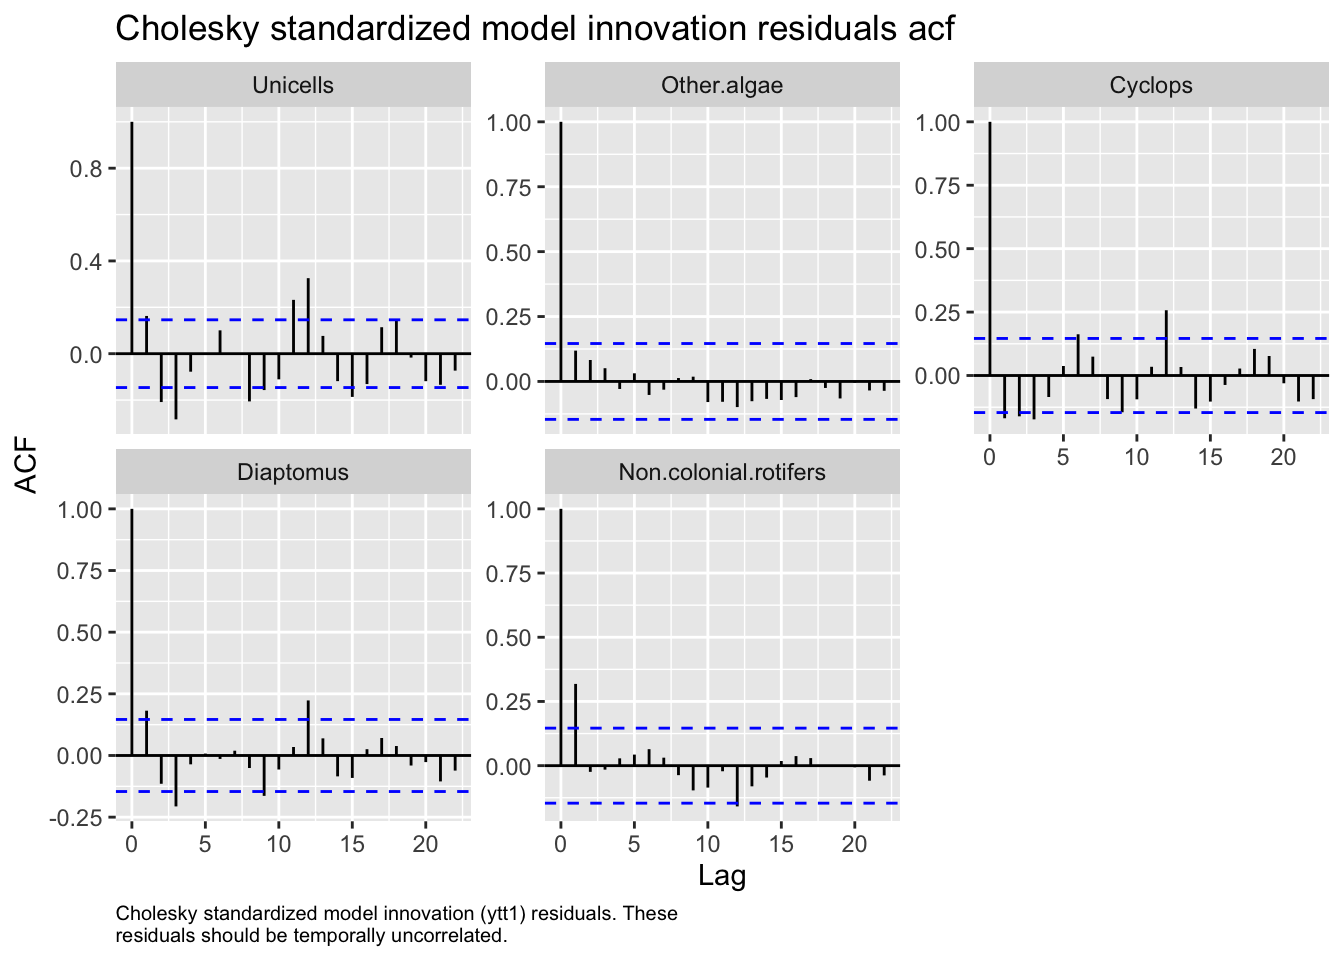 Cholesky standardized model innovation residuals acf
Unicells
Other.algae
Cyclops
0.8
0.4
0.0
1.00
0.75
0.50
0.25
0.00
1.00
0.75
0.50
0.25
0.00
0 5 10 15 20
ACF
Diaptomus
Non.colonial.rotifers
1.00
0.75
0.50
0.25
0.00
-0.25
1.00
0.75
0.50
0.25
0.00
0 5 10 15 20
0 5 10 15 20
Lag
Cholesky standardized model innovation (ytt1) residuals. These
residuals should be temporally uncorrelated.